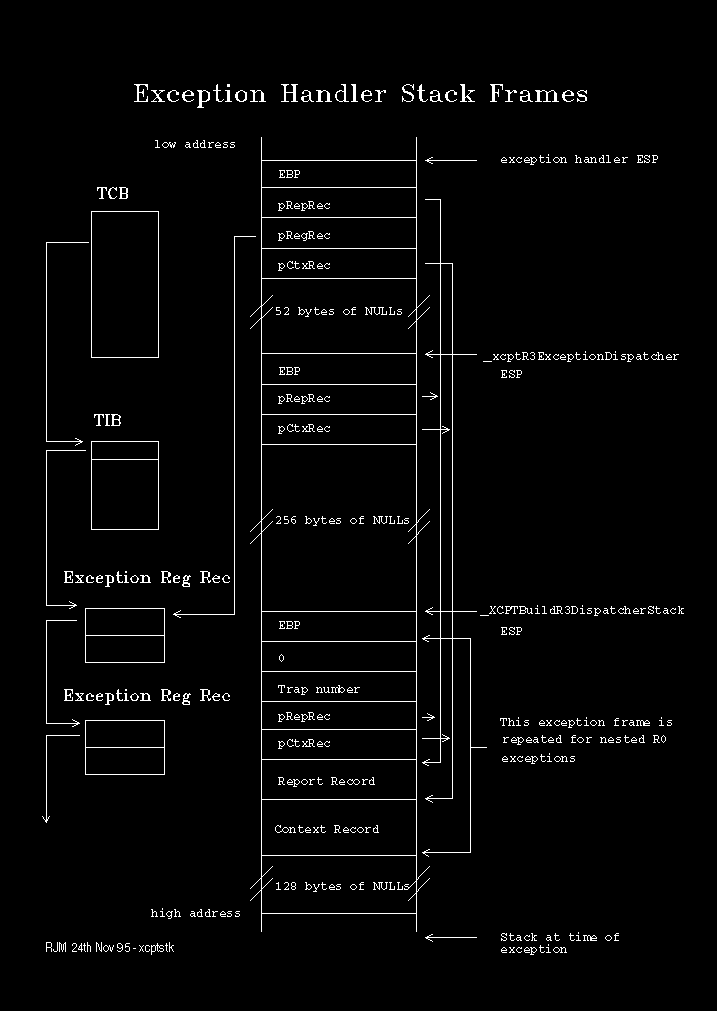 Exception Handler Stack Frames
low address
exception handler ESP
EBP
TCB
pRepRec
pRegRec
pCtxRec
52 bytes of NULLs
_xcptR3ExceptionDispatcher
ESP
EBP
pRepRec
TIB
pCtxRec
256 bytes of NULLs
Exception Reg Rec
_XCPTBuildR3DispatcherStack
ESP
EBP
0
Trap number
Exception Reg Rec
pRepRec
This exception frame is
repeated for nested R0
exceptions
pCtxRec
Report Record
Context Record
128 bytes of NULLs
high address
Stack at time of
exception
RJM 24th Nov 95 - xcptstk